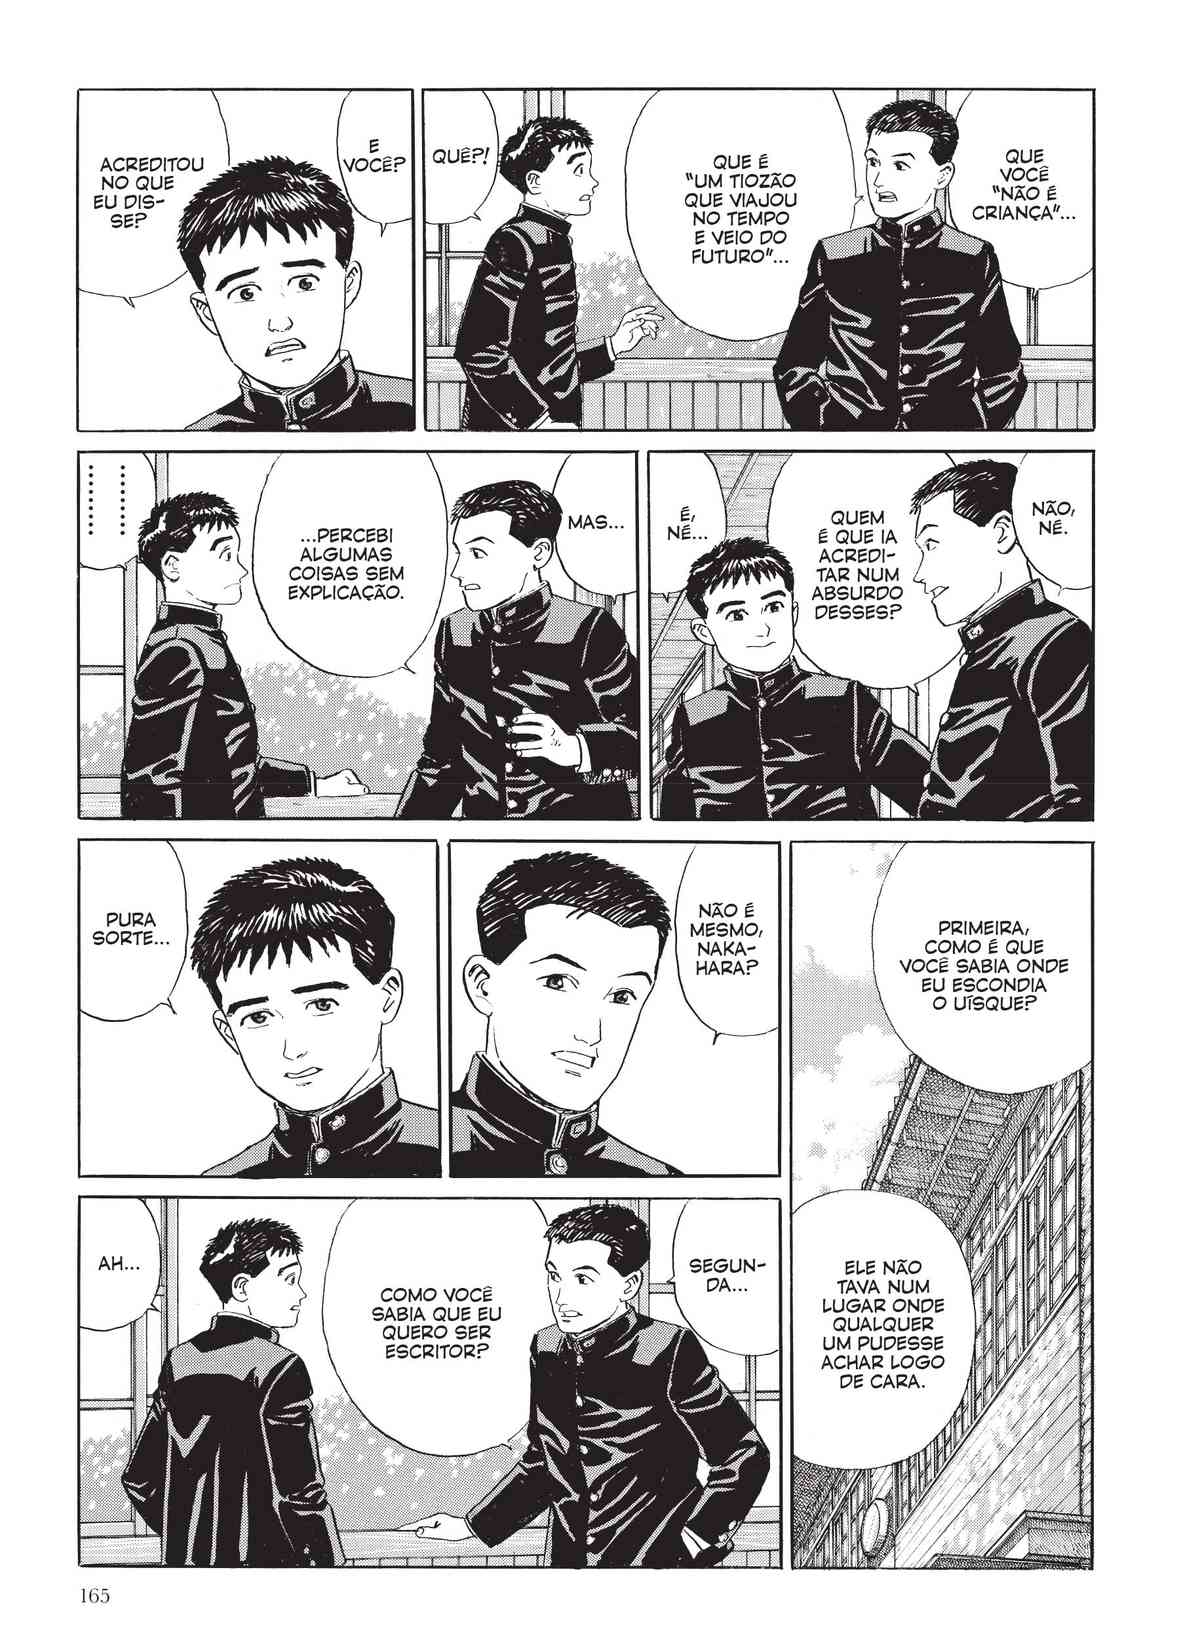 QUE
VOCÊ
"NÃO É
CRIANÇA"...
QUE É
"UM TIOZÃO
QUE VIAJOU
NO TEMPO
E VEIO DO
FUTURO"...
QUÊ?!
E
VOCÊ?
ACREDITOU
NO QUE
EU DIS-
SE?
NÃO,
NÉ.
QUEM
É QUE IA
ACREDI-
TAR NUM
ABSURDO
DESSES?
É,
NÉ...
MAS...
...PERCEBI
ALGUMAS
COISAS SEM
EXPLICAÇÃO.
PRIMEIRA,
COMO É QUE
VOCÊ SABIA ONDE
EU ESCONDIA
O UÍSQUE?
ELE NÃO
TAVA NUM
LUGAR ONDE
QUALQUER
UM PUDESSE
ACHAR LOGO
DE CARA.
NÃO É
MESMO,
NAKA-
HARA?
PURA
SORTE...
SEGUN-
DA...
COMO VOCÊ
SABIA QUE EU
QUERO SER
ESCRITOR?
AH...
165